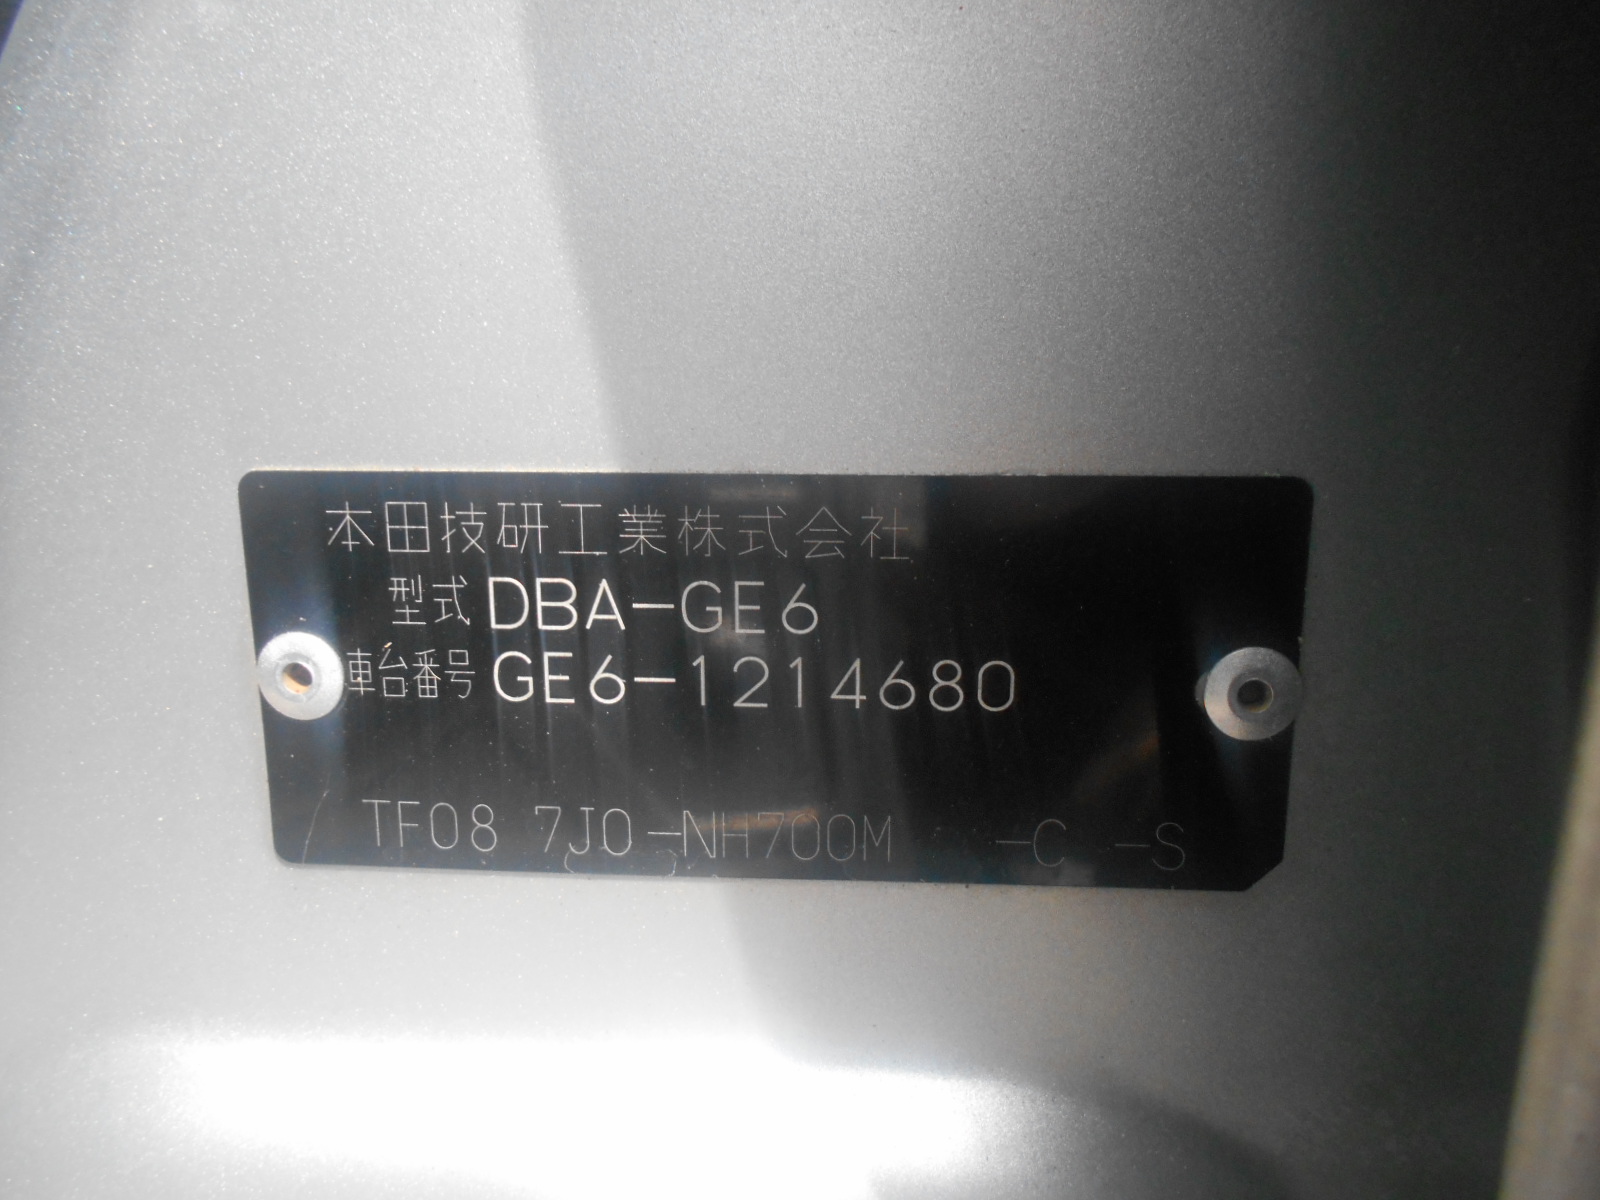 本田技研工業株式会社
型式 DBA-GE6
車台番号 GE6-1214680
TF08 7J0-NH700M -C -S